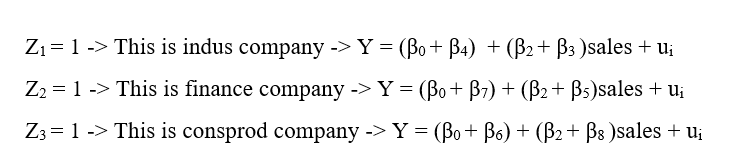 Z₁ = 1 -> This is indus company -> Y = (β₀ + β₄) + (β₂ + β₃ )sales + uᵢ
Z₂ = 1 -> This is finance company -> Y = (β₀ + β₇) + (β₂ + β₅)sales + uᵢ
Z₃ = 1 -> This is consprod company -> Y = (β₀ + β₆) + (β₂ + β₈ )sales + uᵢ